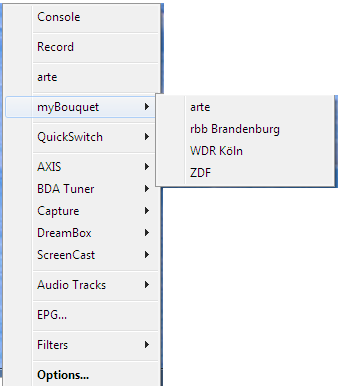 Console
Record
arte
myBouquet
QuickSwitch
AXIS
BDA Tuner
Capture
DreamBox
ScreenCast
Audio Tracks
EPG...
Filters
Options...
arte
rbb Brandenburg
WDR Köln
ZDF